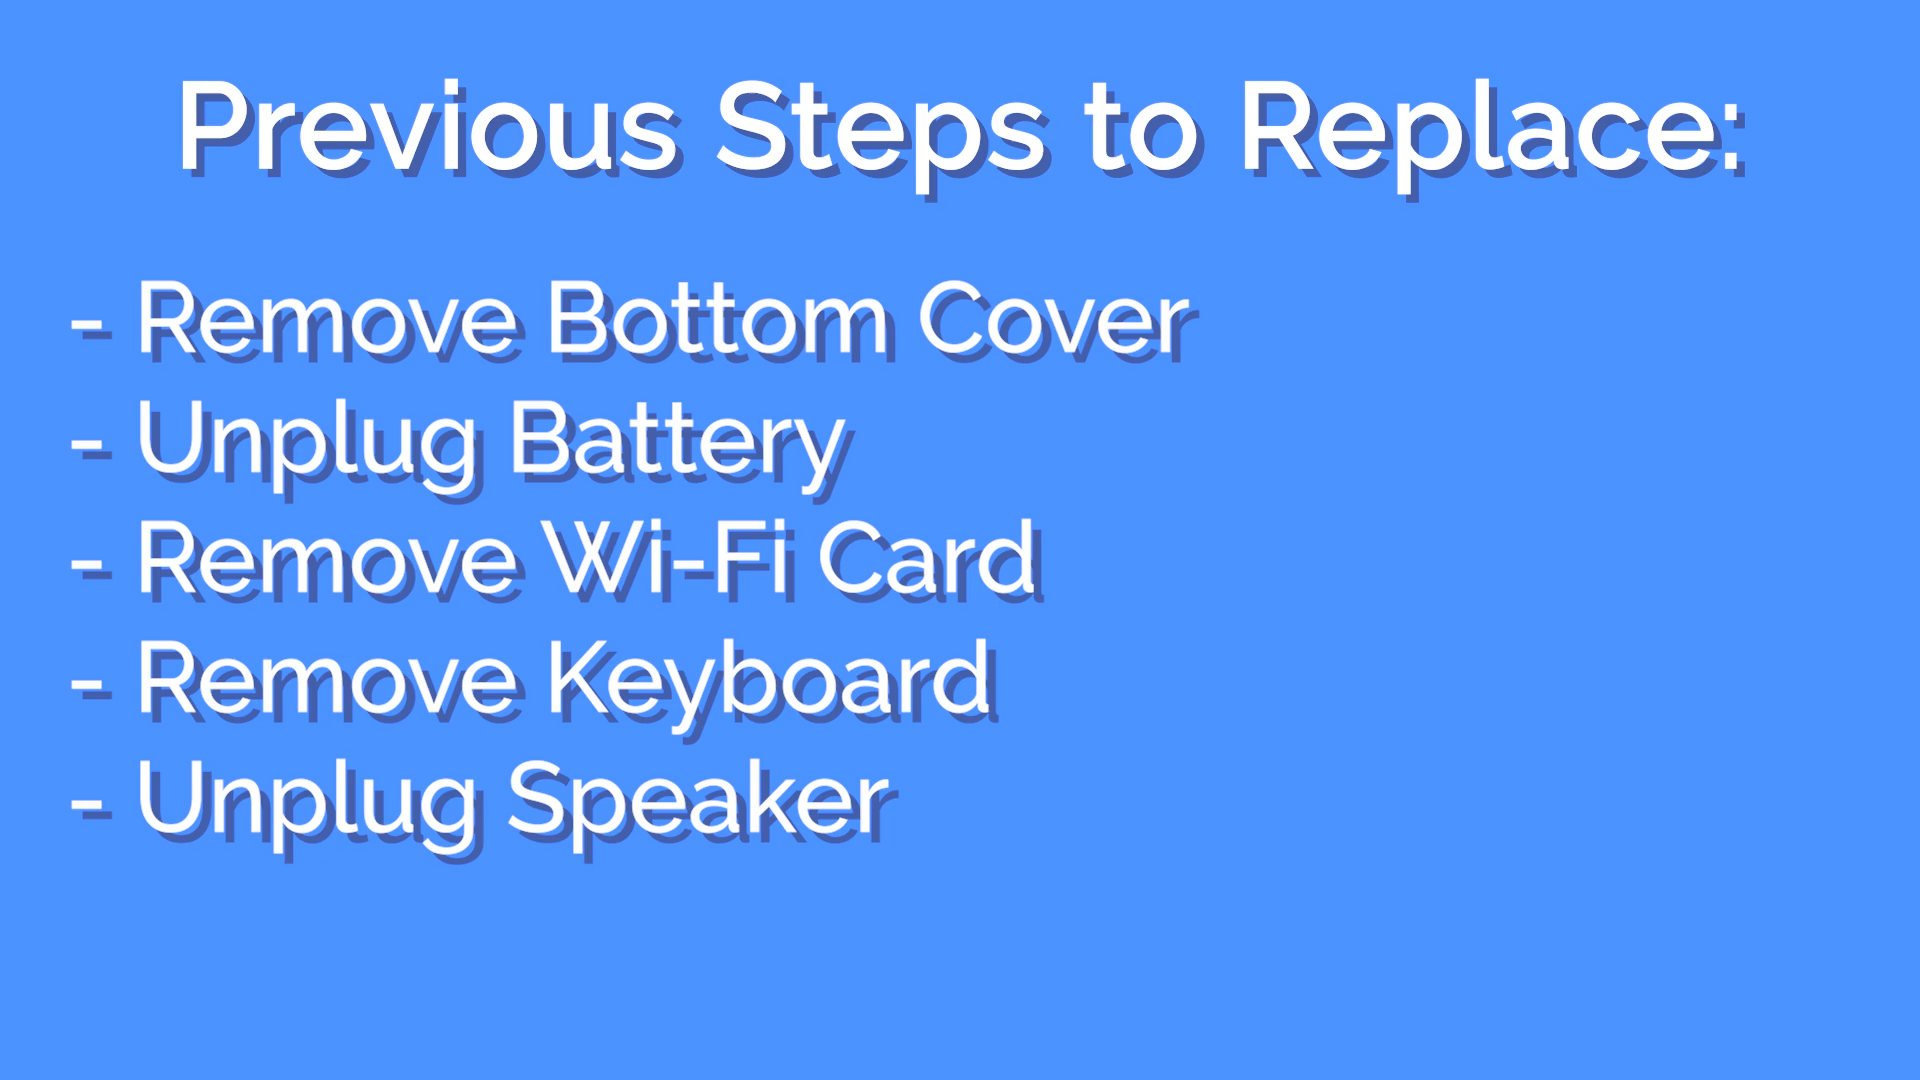 Previous Steps to Replace:
- Remove Bottom Cover
- Unplug Battery
- Remove Wi-Fi Card
- Remove Keyboard
- Unplug Speaker